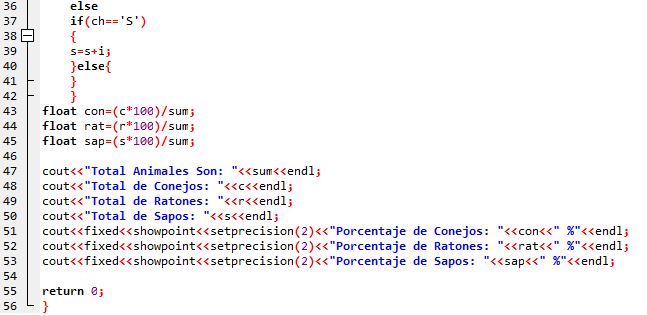 36 else
37 if(ch=='S')
38 {
39 s=s+i;
40 }else{
41 }
42 }
43 float con=(c*100)/sum;
44 float rat=(r*100)/sum;
45 float sap=(s*100)/sum;
46
47 cout<<"Total Animales Son: "<<sum<<endl;
48 cout<<"Total de Conejos: "<<c<<endl;
49 cout<<"Total de Ratones: "<<r<<endl;
50 cout<<"Total de Sapos: "<<s<<endl;
51 cout<<fixed<<showpoint<<setprecision(2)<<"Porcentaje de Conejos: "<<con<<" %"<<endl;
52 cout<<fixed<<showpoint<<setprecision(2)<<"Porcentaje de Ratones: "<<rat<<" %"<<endl;
53 cout<<fixed<<showpoint<<setprecision(2)<<"Porcentaje de Sapos: "<<sap<<" %"<<endl;
54
55 return 0;
56 }